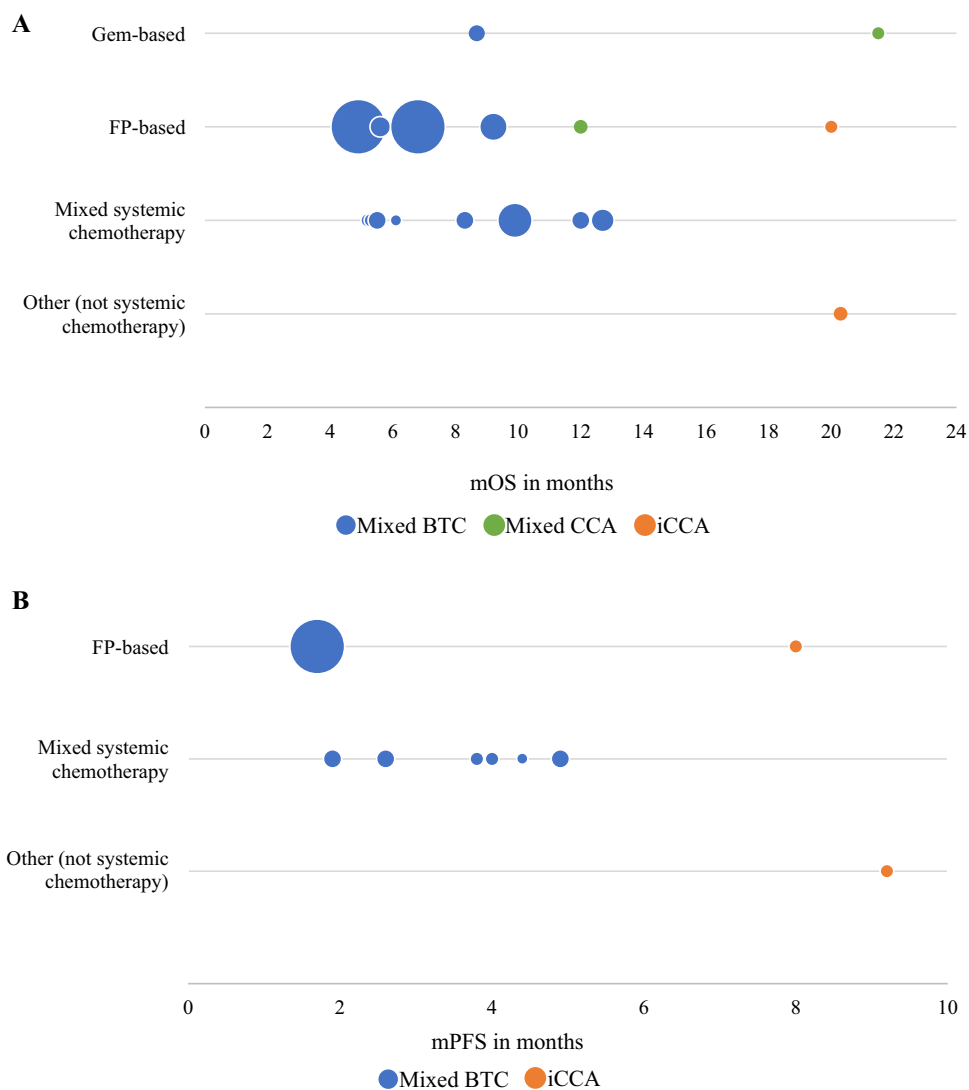 A
Gem-based
FP-based
Mixed systemic
chemotherapy
Other (not systemic
chemotherapy)
0 2 4 6 8 10 12 14 16 18 20 22 24
mOS in months
Mixed BTC Mixed CCA iCCA
B
FP-based
Mixed systemic
chemotherapy
Other (not systemic
chemotherapy)
0 2 4 6 8 10
mPFS in months
Mixed BTC iCCA